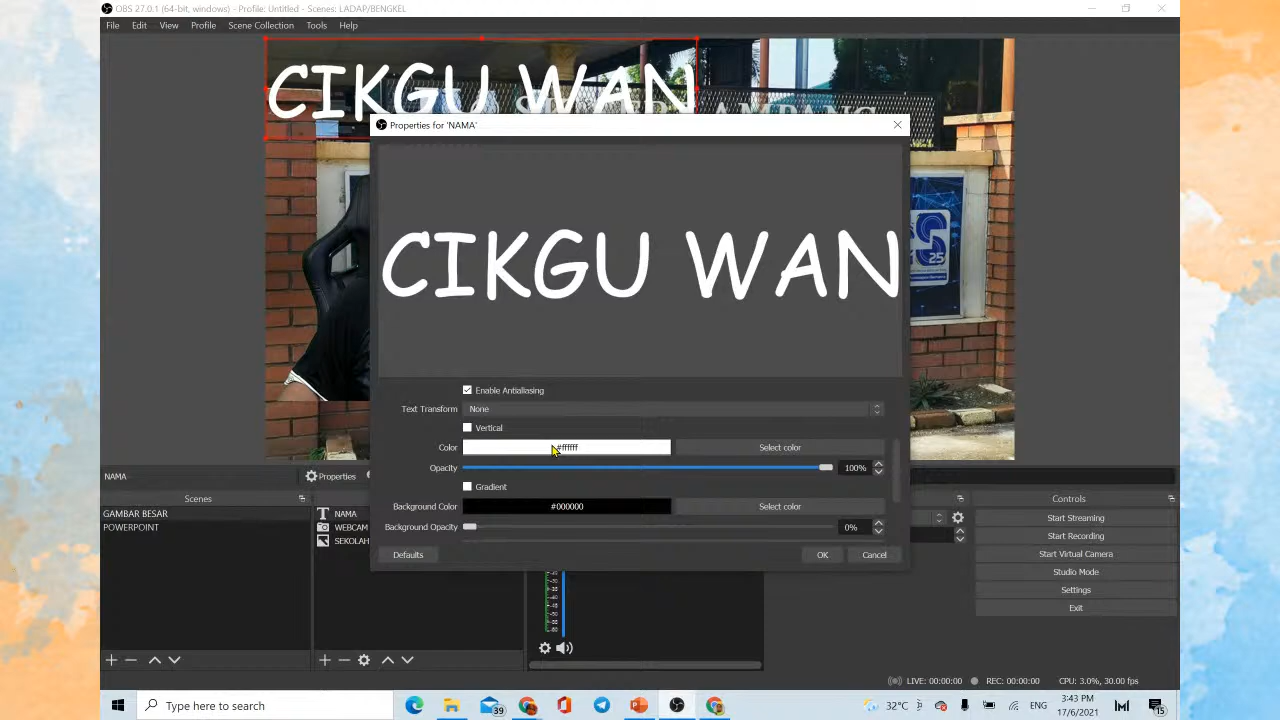 OBS 27.0.1 (64-bit, windows) - Profile: Untitled - Scenes: LADAP/BENGKEL
File Edit View Profile Scene Collection Tools Help
CIKGU WAN
Properties for 'NAMA'
CIKGU WAN
25
Enable Antialiasing
Text Transform None
Vertical
Color #ffffff Select color
Opacity 100%
Gradient
Background Color #000000 Select color
Background Opacity 0%
Defaults OK Cancel
NAMA Properties
Scenes
GAMBAR BESAR
POWERPOINT
NAMA
WEBCAM
SEKOLAH
Controls
Start Streaming
Start Recording
Start Virtual Camera
Studio Mode
Settings
Exit
LIVE: 00:00:00 REC: 00:00:00 CPU: 3.0%, 30.00 fps
Type here to search
39
32°C
ENG
3:43 PM
17/6/2021
15